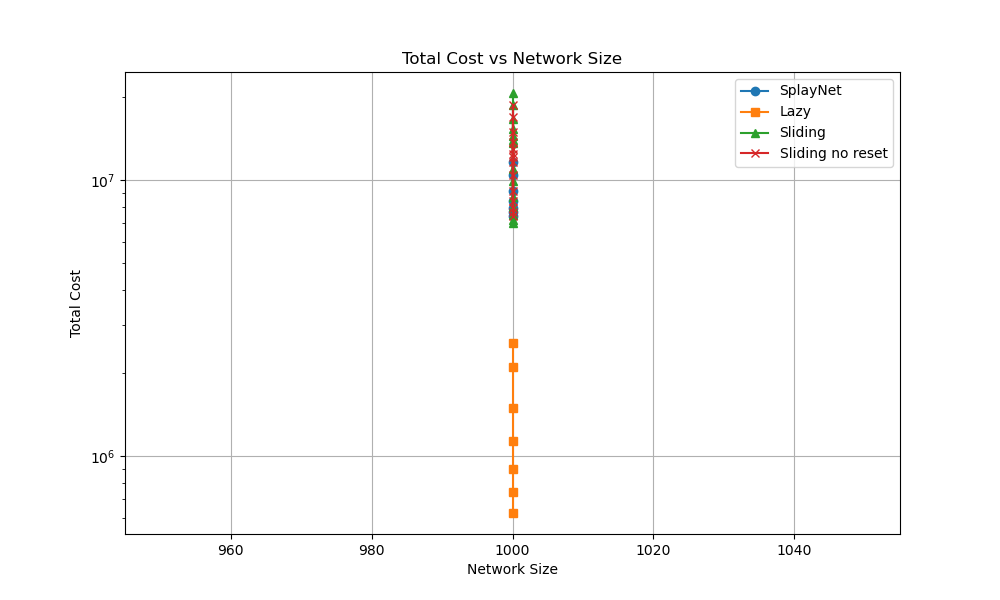 Total Cost vs Network Size
SplayNet
Lazy
Sliding
Sliding no reset
10⁷
10⁶
Total Cost
960 980 1000 1020 1040
Network Size